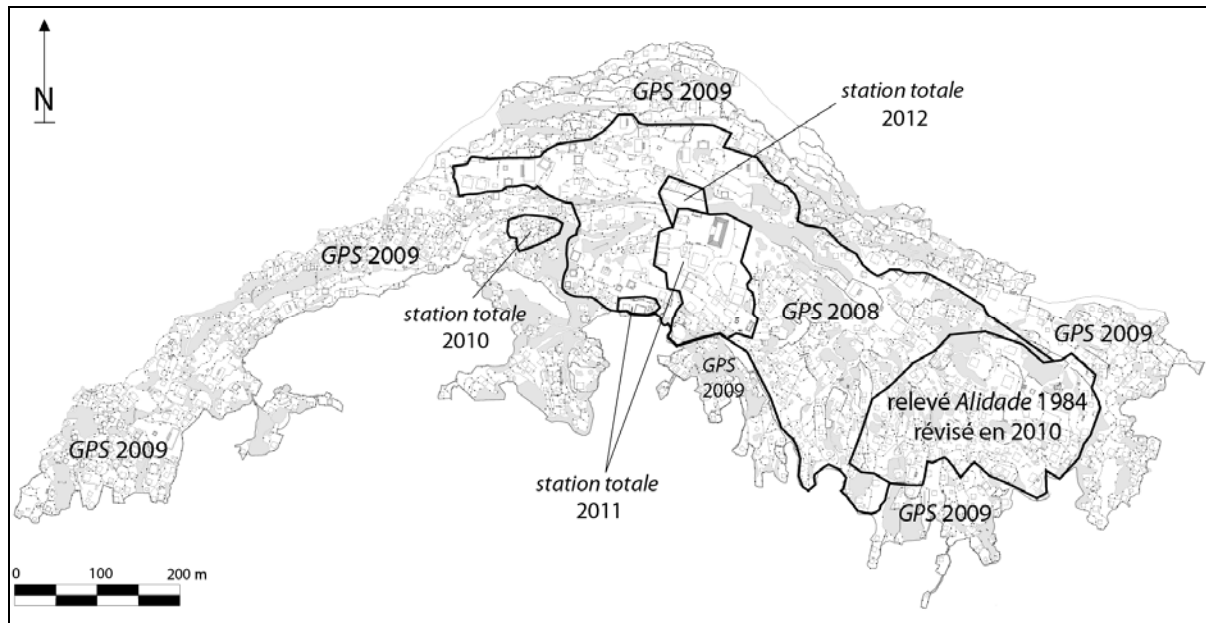 GPS 2009
station totale
2012
N
GPS 2009
station totale
2010
GPS 2008
GPS 2009
GPS
2009
relevé Alidade 1984
révisé en 2010
GPS 2009
station totale
2011
GPS 2009
0 100 200 m